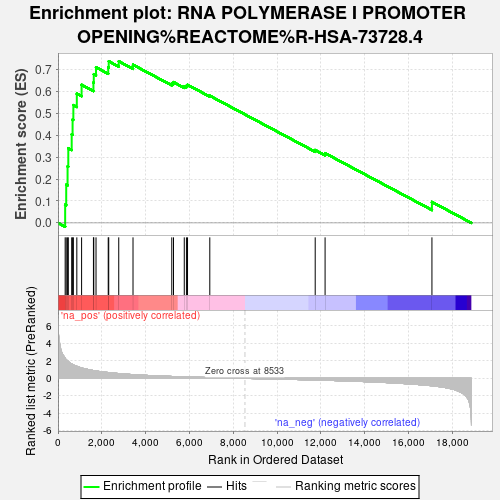 Enrichment plot: RNA POLYMERASE I PROMOTER
OPENING%REACTOME%R-HSA-73728.4
Enrichment score (ES)
0.7
0.6
0.5
0.4
0.3
0.2
0.1
0.0
'na_pos' (positively correlated)
Ranked list metric (PreRanked)
6
4
2
0
-2
-4
-6
Zero cross at 8533
'na_neg' (negatively correlated)
0 2,000 4,000 6,000 8,000 10,000 12,000 14,000 16,000 18,000
Rank in Ordered Dataset
Enrichment profile Hits Ranking metric scores